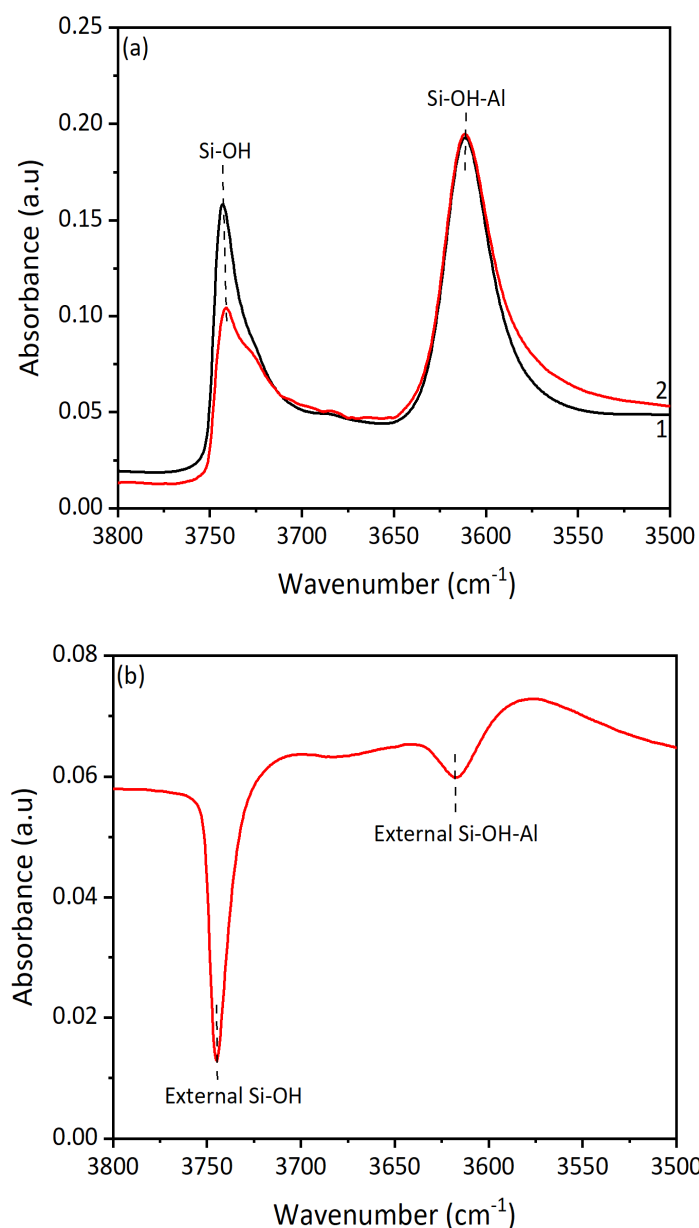 (a)
Si-OH
Si-OH-Al
0.25
0.20
0.15
0.10
0.05
0.00
Absorbance (a.u)
2
1
3800 3750 3700 3650 3600 3550 3500
Wavenumber (cm-1)
(b)
0.08
0.06
0.04
0.02
0.00
Absorbance (a.u)
External Si-OH-Al
External Si-OH
3800 3750 3700 3650 3600 3550 3500
Wavenumber (cm-1)